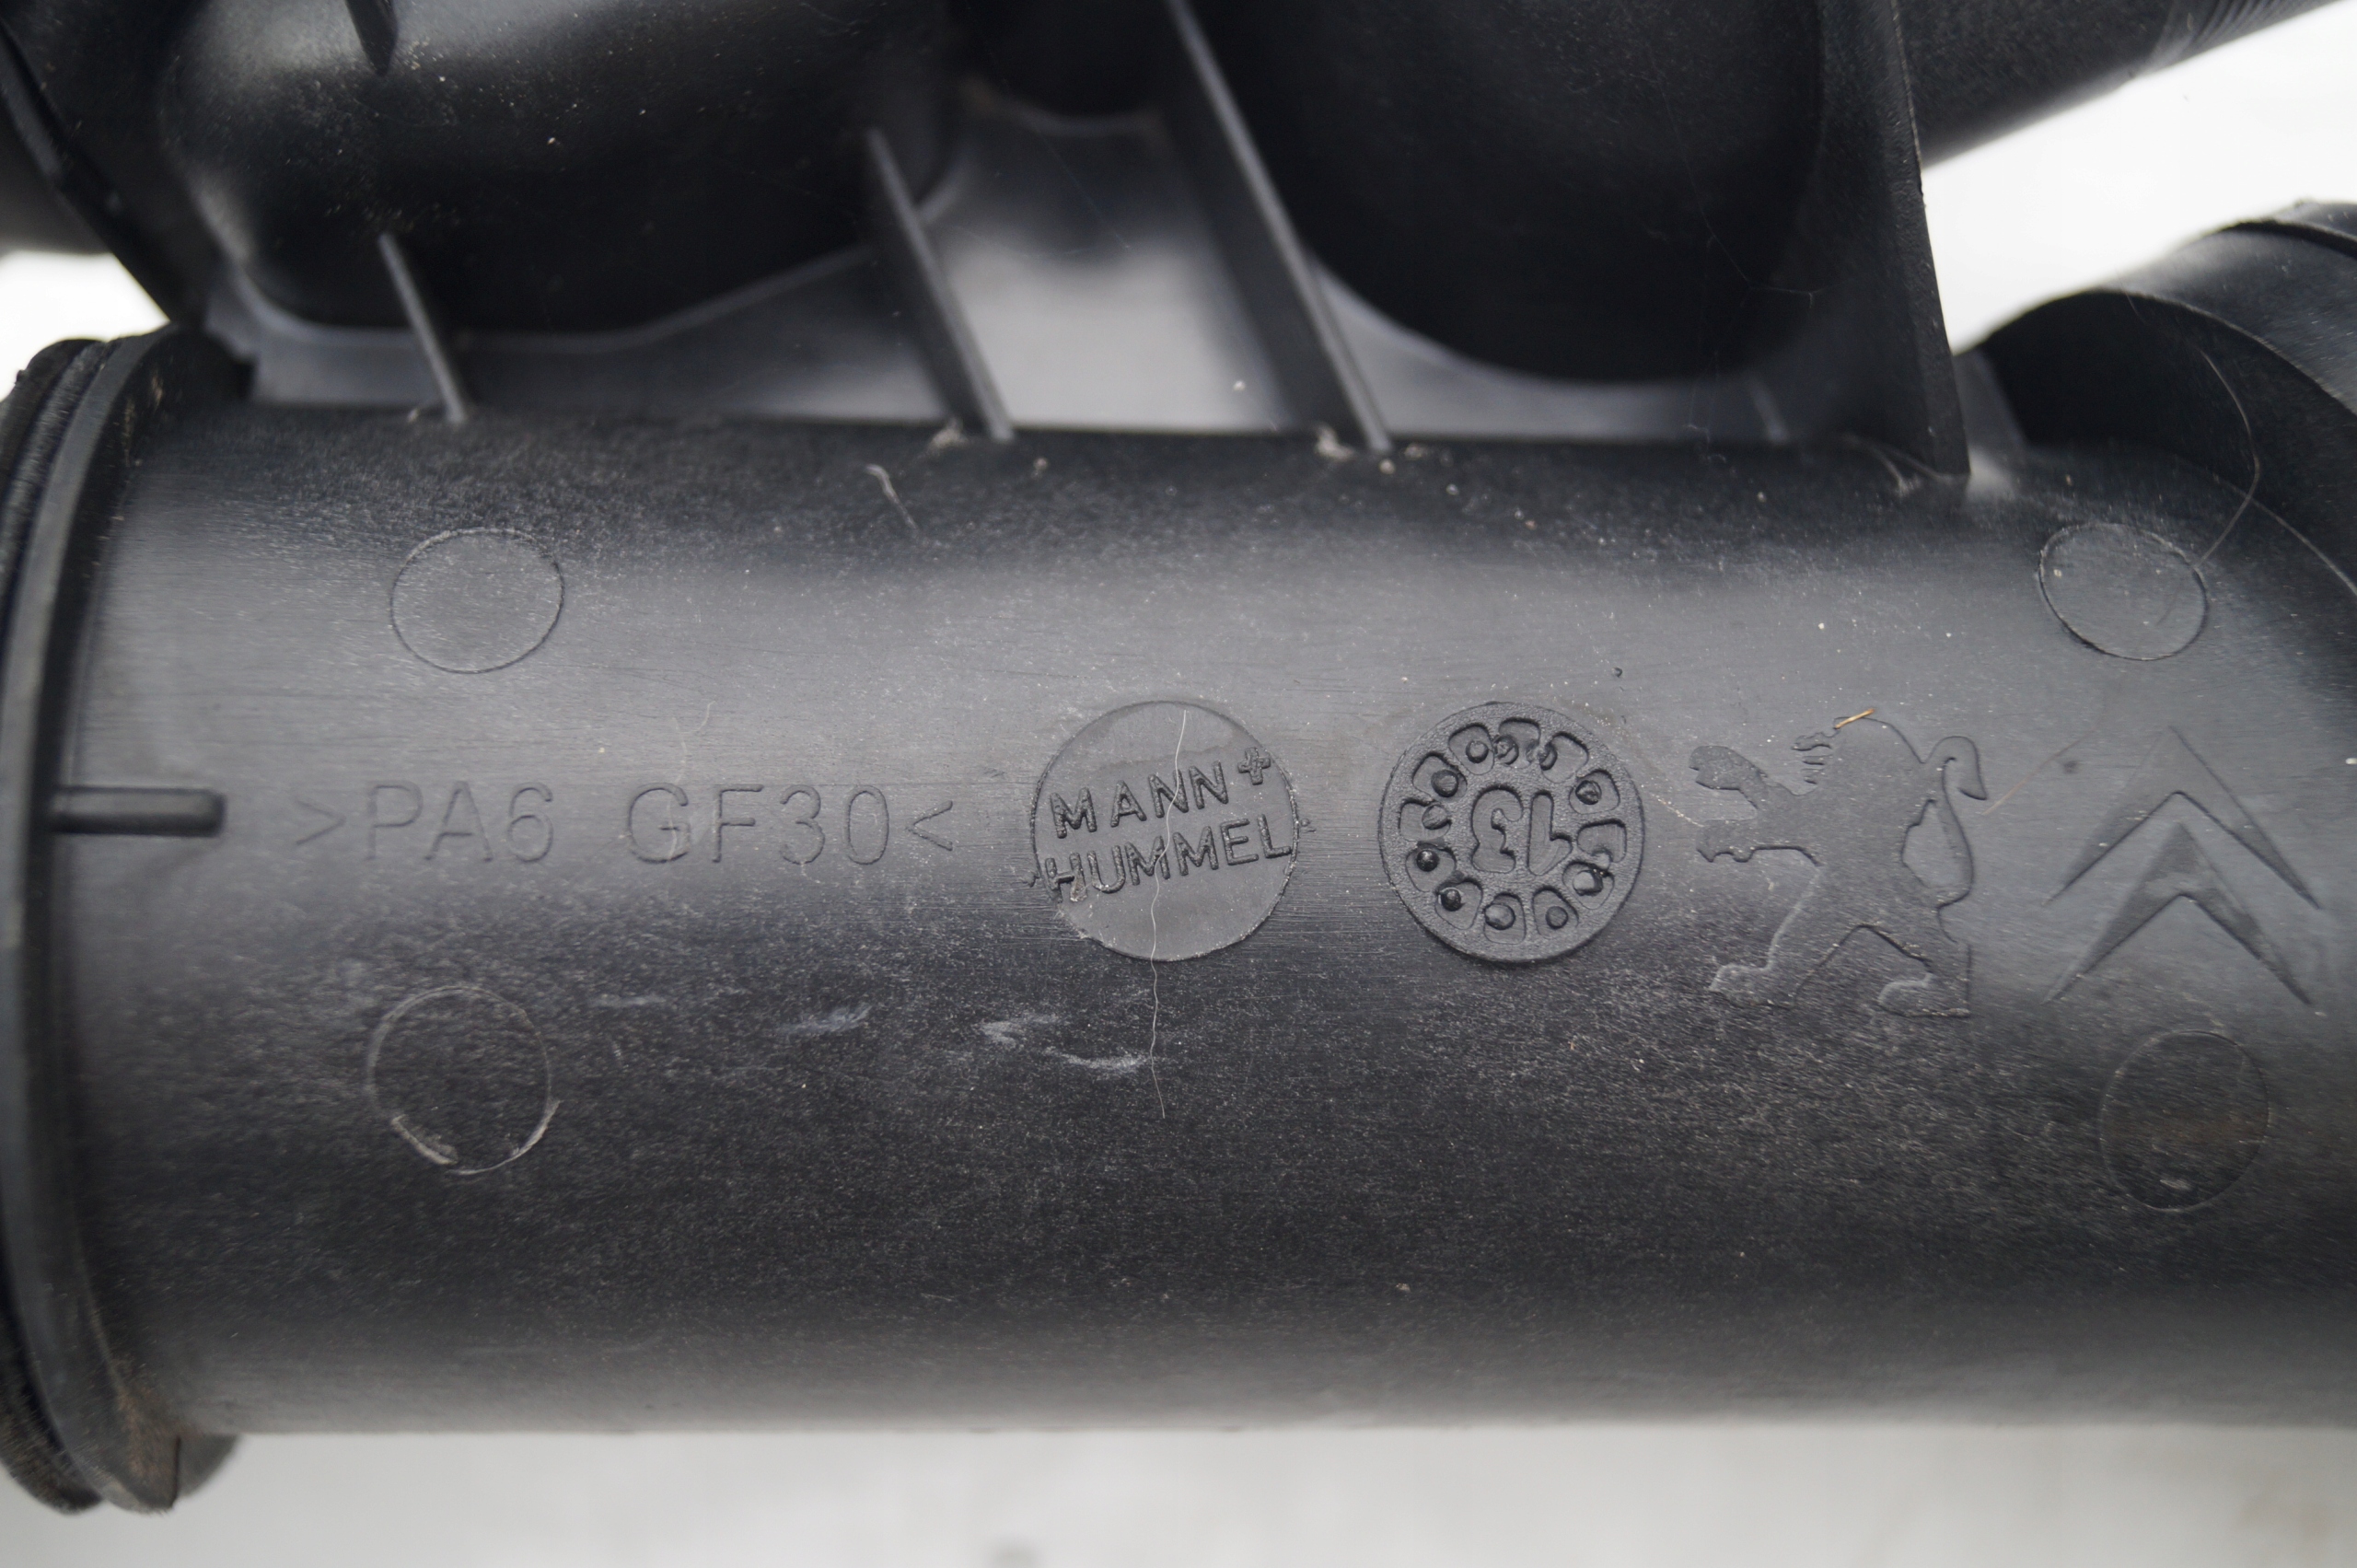 >PA6 GF30<
MANN+
HUMMEL
13